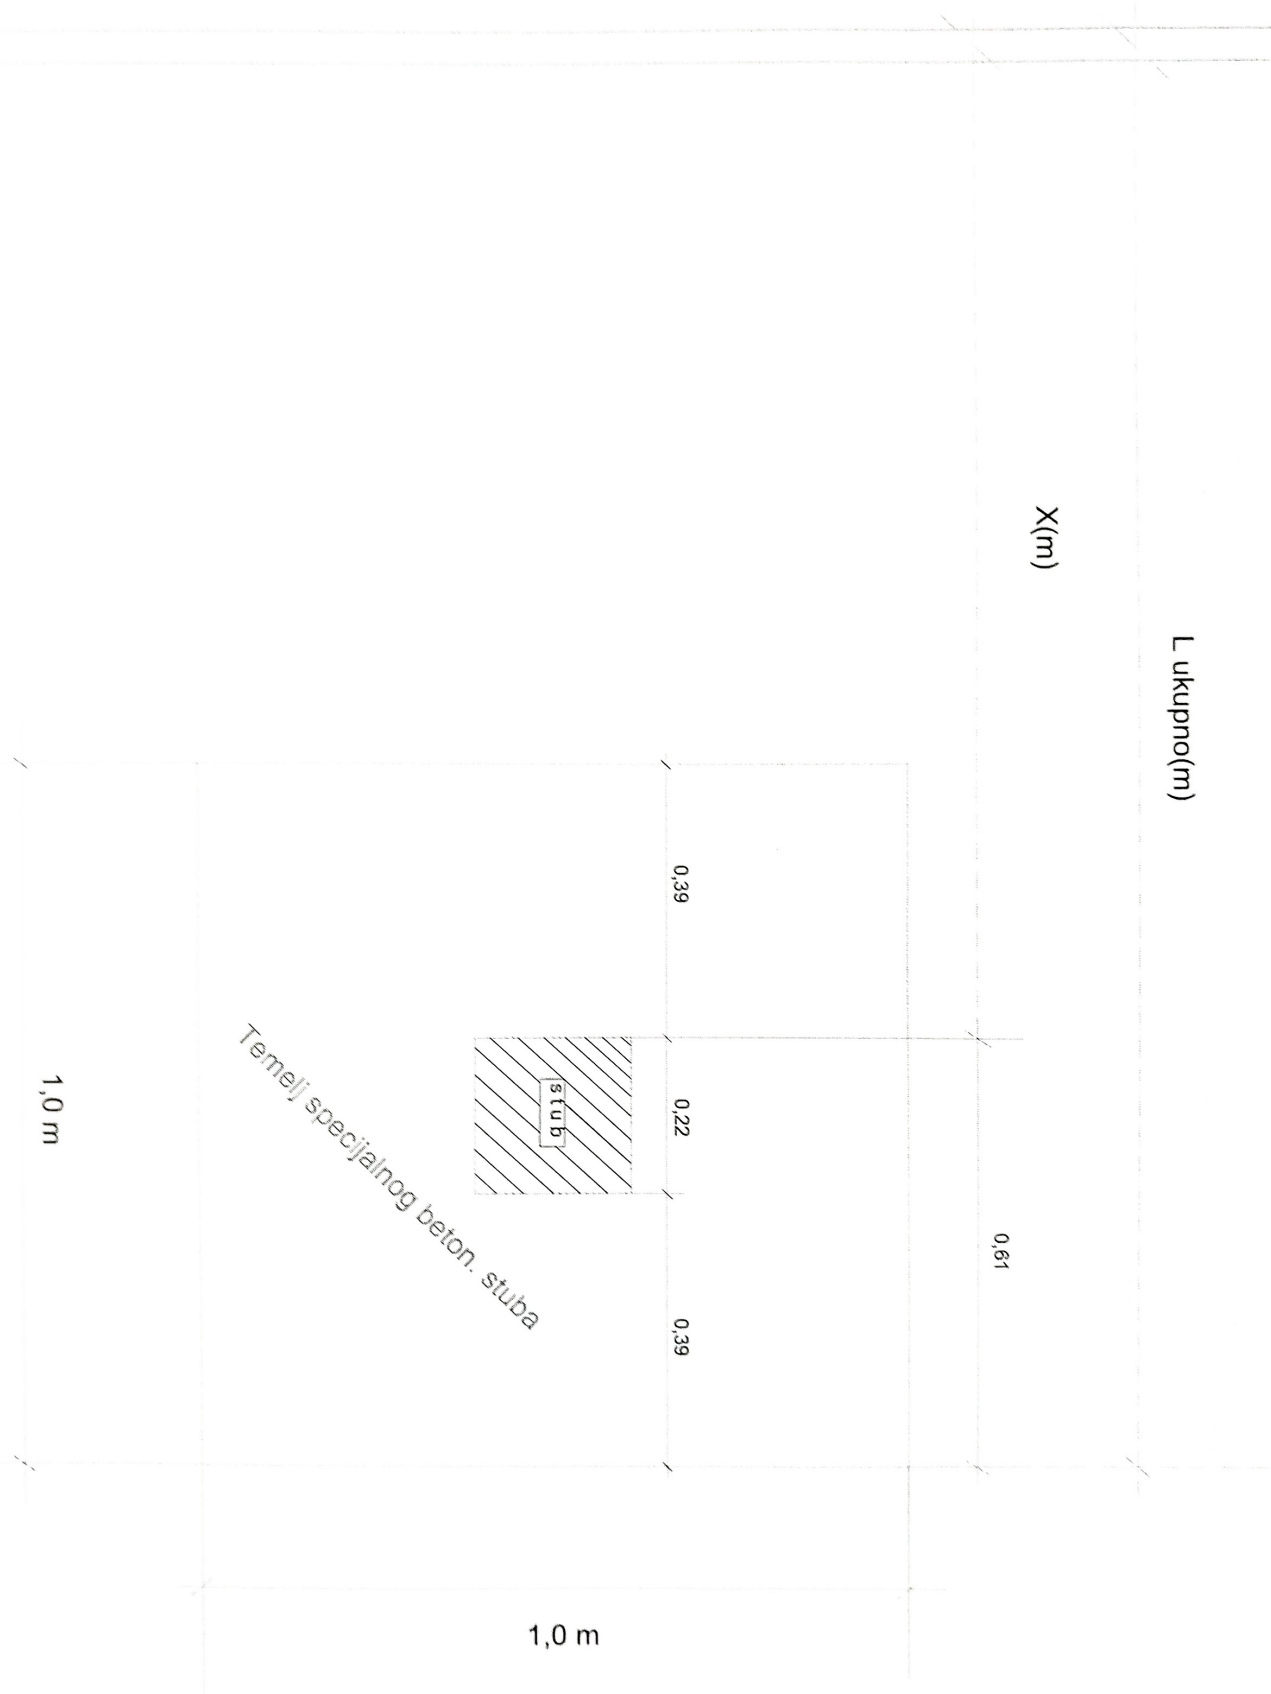 L ukupno(m)
X(m)
0,61
0,39
0,22
0,39
stub
Temelj specijalnog beton. stuba
1,0 m
1,0 m